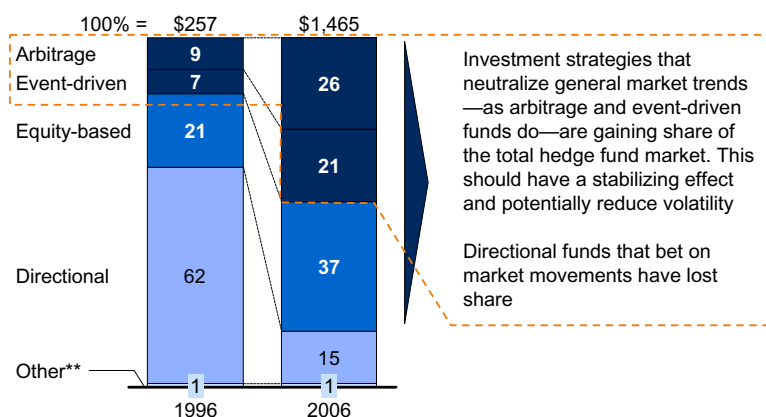 100% = $257 $1,465
Arbitrage 9 26
Event-driven 7 21
Equity-based 21 37
Directional 62 15
Other** 1 1
1996 2006
Investment strategies that
neutralize general market trends
—as arbitrage and event-driven
funds do—are gaining share of
the total hedge fund market. This
should have a stabilizing effect
and potentially reduce volatility
Directional funds that bet on
market movements have lost
share